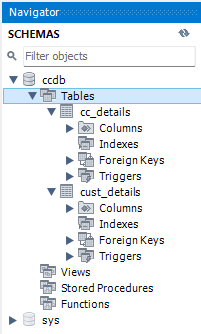 Navigator
SCHEMAS
Filter objects
ccdb
Tables
cc_details
Columns
Indexes
Foreign Keys
Triggers
cust_details
Columns
Indexes
Foreign Keys
Triggers
Views
Stored Procedures
Functions
sys